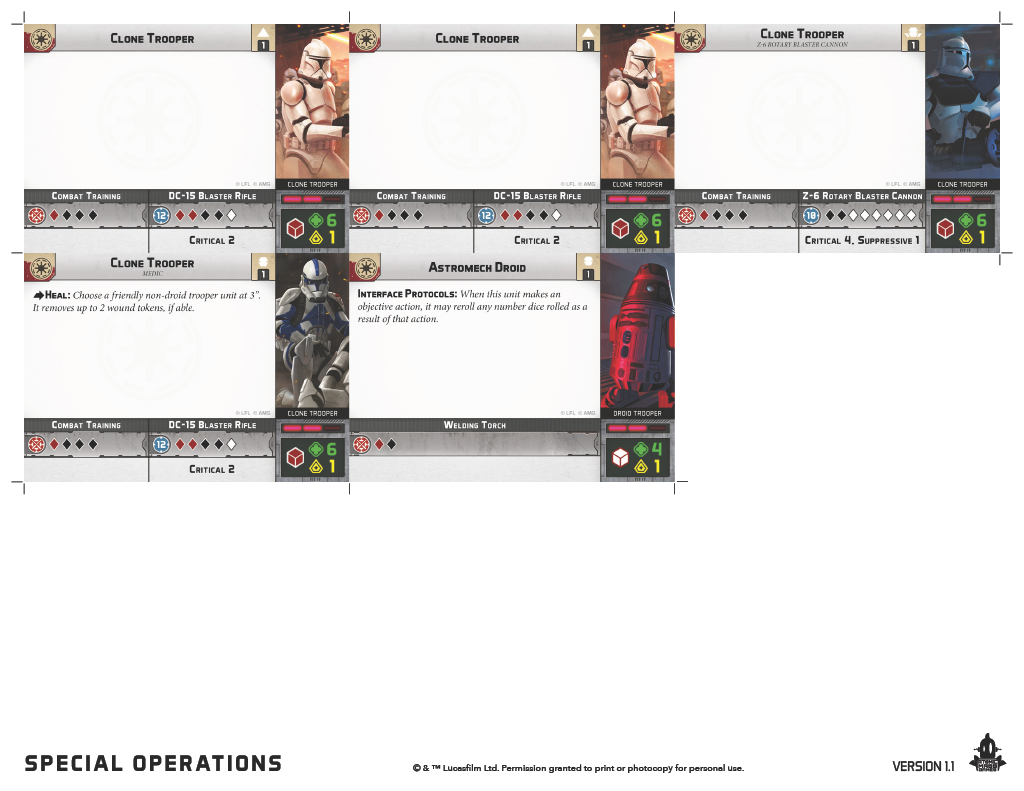 Clone Trooper
1
© LFL © AMG
CLONE TROOPER
Combat Training
DC-15 Blaster Rifle
12
Critical 2
6
1
Clone Trooper
1
© LFL © AMG
CLONE TROOPER
Combat Training
DC-15 Blaster Rifle
12
Critical 2
6
1
Clone Trooper
Z-6 ROTARY BLASTER CANNON
1
© LFL © AMG
CLONE TROOPER
Combat Training
Z-6 Rotary Blaster Cannon
10
Critical 4, Suppressive 1
6
1
Clone Trooper
MEDIC
1
Heal: Choose a friendly non-droid trooper unit at 3".
It removes up to 2 wound tokens, if able.
© LFL © AMG
CLONE TROOPER
Combat Training
DC-15 Blaster Rifle
12
Critical 2
6
1
Astromech Droid
1
Interface Protocols: When this unit makes an
objective action, it may reroll any number dice rolled as a
result of that action.
© LFL © AMG
DROID TROOPER
Welding Torch
4
1
SPECIAL OPERATIONS
© & ™ Lucasfilm Ltd. Permission granted to print or photocopy for personal use.
VERSION 1.1